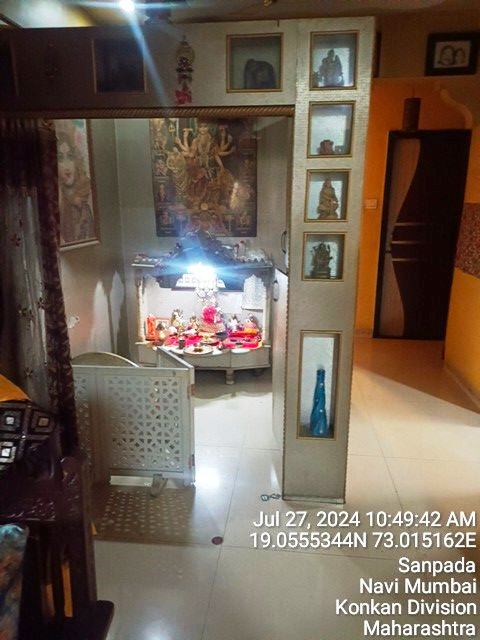 Jul 27, 2024 10:49:42 AM
19.0555344N 73.015162E
Sanpada
Navi Mumbai
Konkan Division
Maharashtra